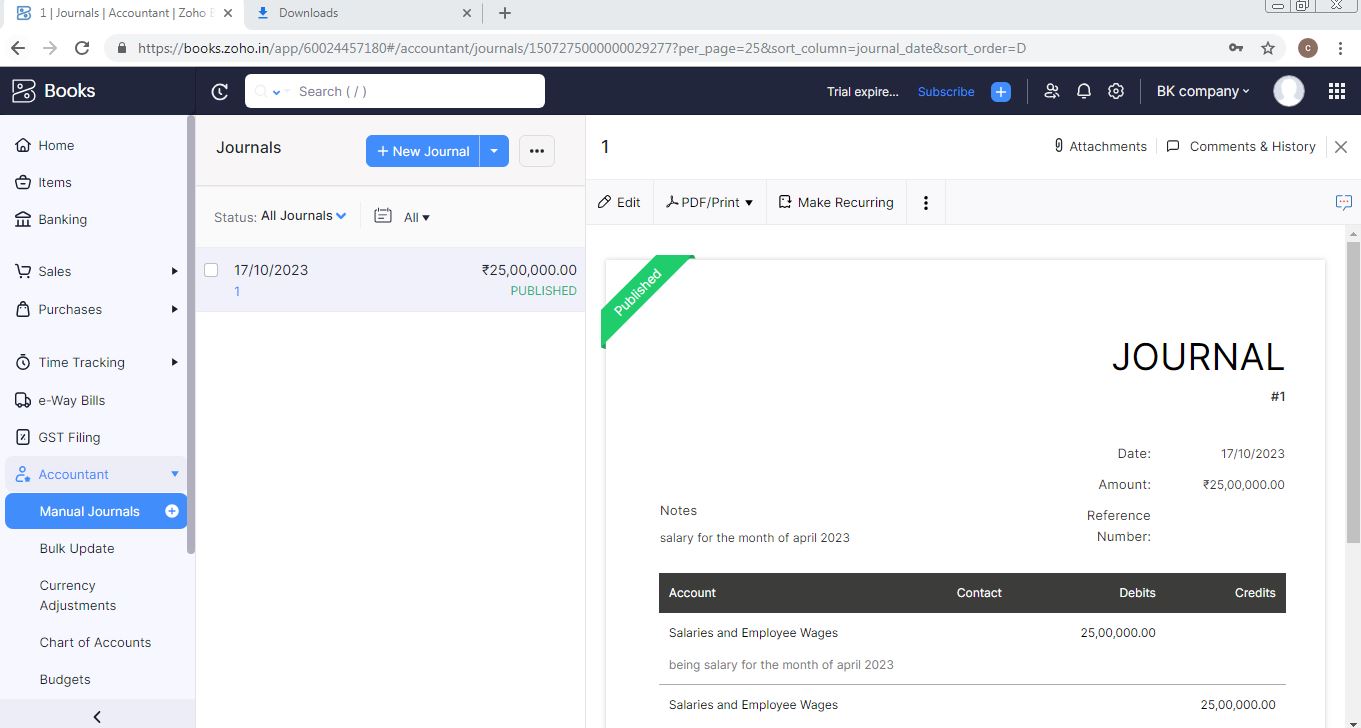 1 | Journals | Accountant | Zoho B
Downloads
https://books.zoho.in/app/60024457180#/accountant/journals/1507275000000029277?per_page=25&sort_column=journal_date&sort_order=D
c
Books
Search ( / )
Trial expire...
Subscribe
BK company
Home
Items
Banking
Sales
Purchases
Time Tracking
e-Way Bills
GST Filing
Accountant
Manual Journals
Bulk Update
Currency
Adjustments
Chart of Accounts
Budgets
Journals
+ New Journal
Status: All Journals
All
17/10/2023 ₹25,00,000.00
1 PUBLISHED
1
Attachments
Comments & History
Edit
PDF/Print
Make Recurring
Published
JOURNAL
#1
Date: 17/10/2023
Amount: ₹25,00,000.00
Reference
Number:
Notes
salary for the month of april 2023
Account Contact Debits Credits
Salaries and Employee Wages 25,00,000.00
being salary for the month of april 2023
Salaries and Employee Wages 25,00,000.00